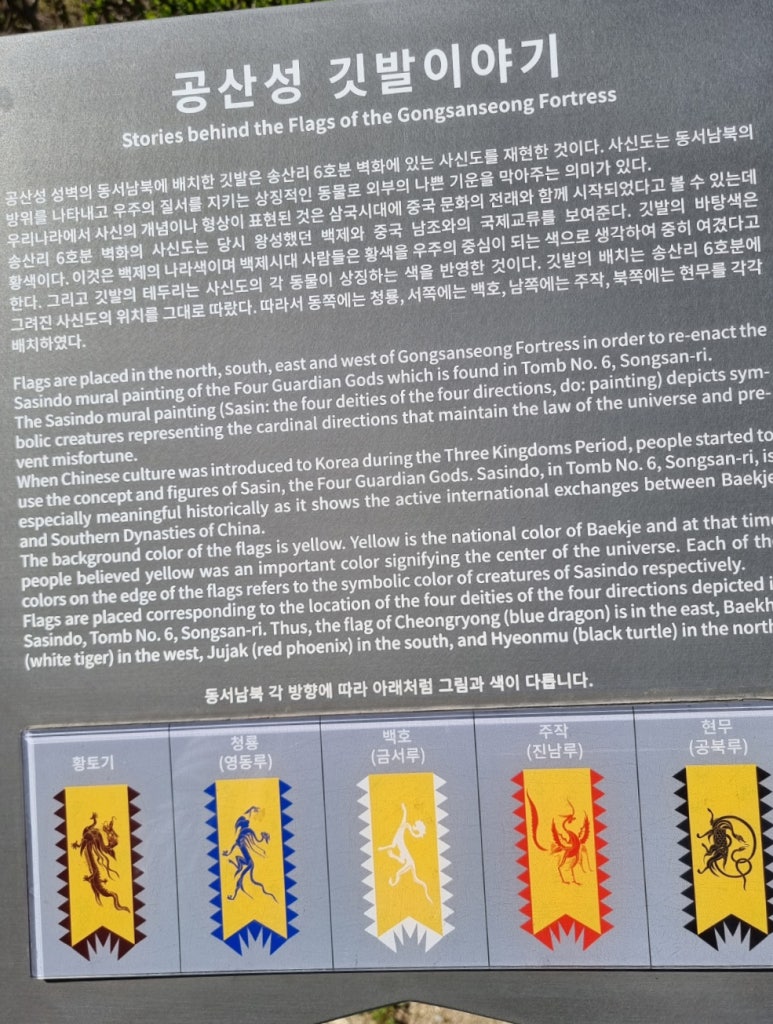 공산성 깃발이야기
Stories behind the Flags of the Gongsanseong Fortress
공산성 성벽의 동서남북에 배치한 깃발은 송산리 6호분 벽화에 있는 사신도를 재현한 것이다. 사신도는 동서남북의
방위를 나타내고 우주의 질서를 지키는 상징적인 동물로 외부의 나쁜 기운을 막아주는 의미가 있다.
우리나라에서 사신의 개념이나 형상이 표현된 것은 삼국시대에 중국 문화의 전래와 함께 시작되었다고 볼 수 있는데
송산리 6호분 벽화의 사신도는 당시 왕성했던 백제와 중국 남조와의 국제교류를 보여준다. 깃발의 바탕색은
황색이다. 이것은 백제의 나라색이며 백제시대 사람들은 황색을 우주의 중심이 되는 색으로 생각하여 중히 여겼다고
한다. 그리고 깃발의 테두리는 사신도의 각 동물이 상징하는 색을 반영한 것이다. 깃발의 배치는 송산리 6호분에
그려진 사신도의 위치를 그대로 따랐다. 따라서 동쪽에는 청룡, 서쪽에는 백호, 남쪽에는 주작, 북쪽에는 현무를 각각
배치하였다.
Flags are placed in the north, south, east and west of Gongsanseong Fortress in order to re-enact the
Sasindo mural painting of the Four Guardian Gods which is found in Tomb No. 6, Songsan-ri.
The Sasindo mural painting (Sasin: the four deities of the four directions, do: painting) depicts sym-
bolic creatures representing the cardinal directions that maintain the law of the universe and pre-
vent misfortune.
When Chinese culture was introduced to Korea during the Three Kingdoms Period, people started to
use the concept and figures of Sasin, the Four Guardian Gods. Sasindo, in Tomb No. 6, Songsan-ri, is
especially meaningful historically as it shows the active international exchanges between Baekje
and Southern Dynasties of China.
The background color of the flags is yellow. Yellow is the national color of Baekje and at that time
people believed yellow was an important color signifying the center of the universe. Each of th
colors on the edge of the flags refers to the symbolic color of creatures of Sasindo respectively.
Flags are placed corresponding to the location of the four deities of the four directions depicted i
Sasindo, Tomb No. 6, Songsan-ri. Thus, the flag of Cheongryong (blue dragon) is in the east, Baekh
(white tiger) in the west, Jujak (red phoenix) in the south, and Hyeonmu (black turtle) in the north
동서남북 각 방향에 따라 아래처럼 그림과 색이 다릅니다.
황토기
청룡
(영동루)
백호
(금서루)
주작
(진남루)
현무
(공북루)